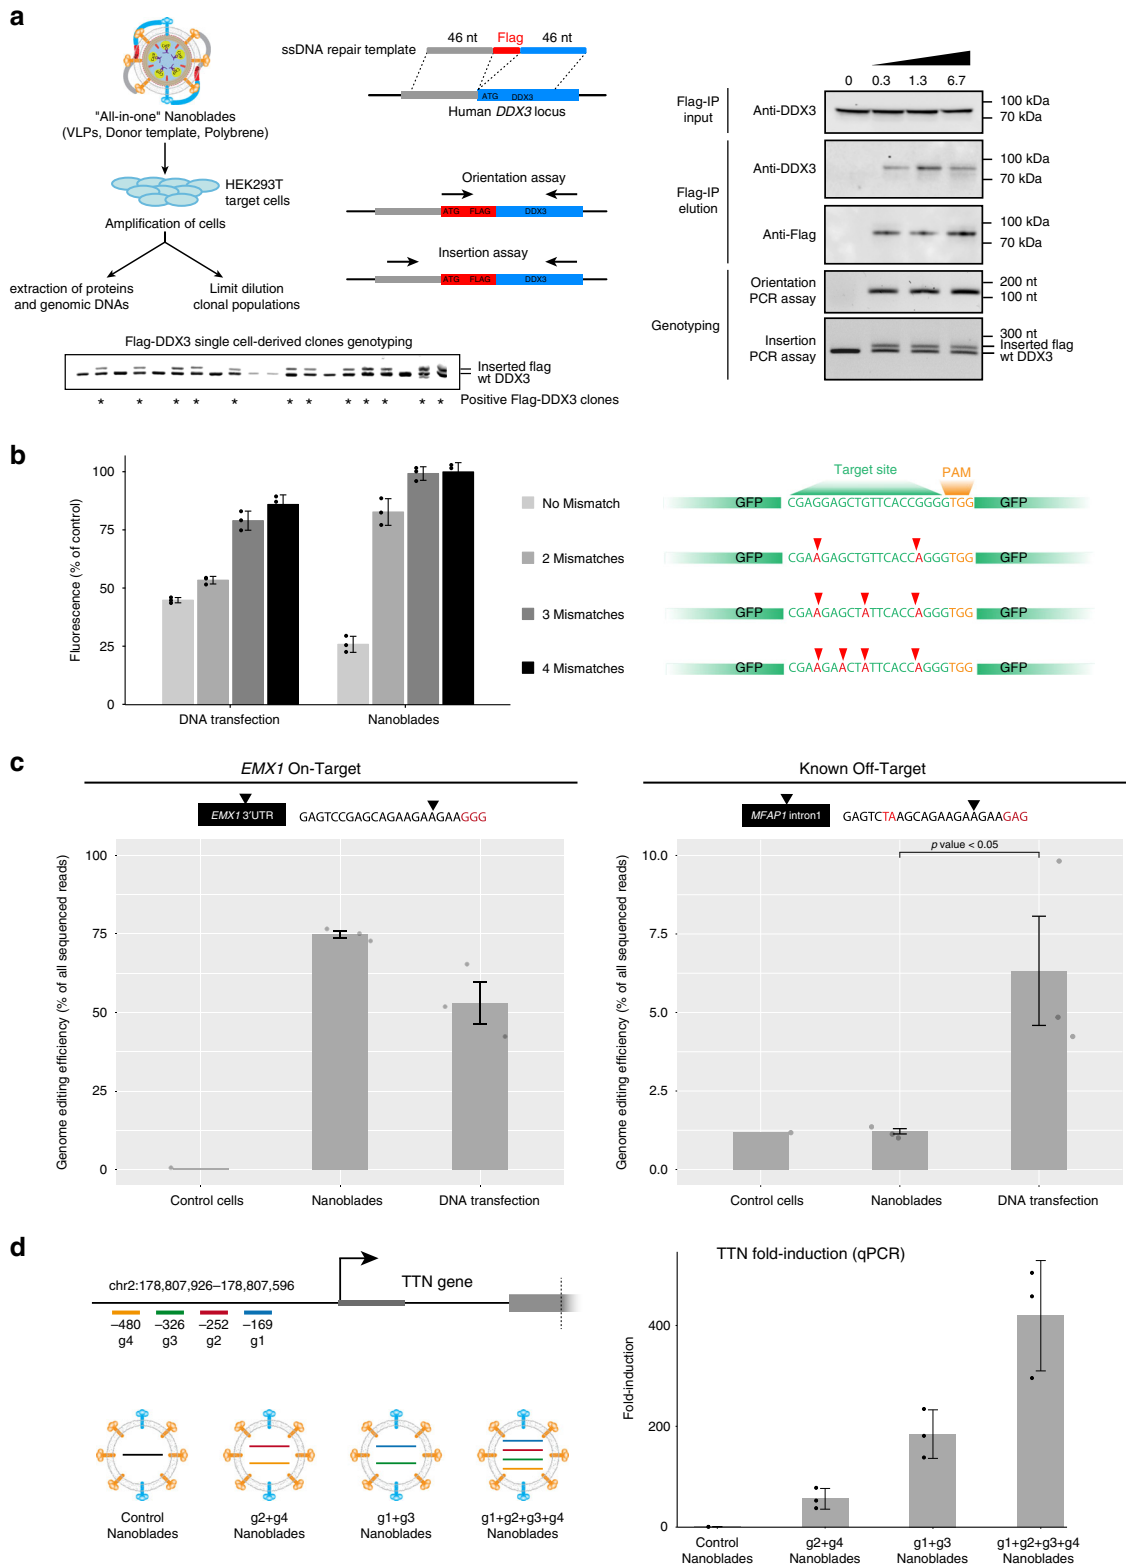 a
"All-in-one" Nanoblades
(VLPs, Donor template, Polybrene)
HEK293T
target cells
Amplification of cells
extraction of proteins
and genomic DNAs
Limit dilution
clonal populations
46 nt Flag 46 nt
ssDNA repair template
ATG DDX3
Human DDX3 locus
Orientation assay
ATG FLAG DDX3
Insertion assay
ATG FLAG DDX3
Flag-DDX3 single cell-derived clones genotyping
Inserted flag
wt DDX3
* * * * * * * * * * * *
Positive Flag-DDX3 clones
0 0.3 1.3 6.7
Flag-IP
input
Anti-DDX3
100 kDa
70 kDa
Flag-IP
elution
Anti-DDX3
100 kDa
70 kDa
Anti-Flag
100 kDa
70 kDa
Genotyping
Orientation
PCR assay
200 nt
100 nt
Insertion
PCR assay
300 nt
Inserted flag
wt DDX3
b
Fluorescence (% of control)
100
75
50
25
0
DNA transfection
Nanoblades
No Mismatch
2 Mismatches
3 Mismatches
4 Mismatches
Target site
PAM
GFP CGAGGAGCTGTTCACCGGGGTGG GFP
GFP CGAAGAGCTGTTCACCAGGGTGG GFP
GFP CGAAGAGCTATTCACCAGGGTGG GFP
GFP CGAAGAACTATTCACCAGGGTGG GFP
c
EMX1 On-Target
EMX1 3'UTR
GAGTCCGAGCAGAAGAAGAAGGG
Genome editing efficiency (% of all sequenced reads)
100
75
50
25
0
Control cells
Nanoblades
DNA transfection
Known Off-Target
MFAP1 intron1
GAGTCTAAGCAGAAGAAGAAGAG
p value < 0.05
Genome editing efficiency (% of all sequenced reads)
10.0
7.5
5.0
2.5
0.0
Control cells
Nanoblades
DNA transfection
d
chr2:178,807,926–178,807,596
TTN gene
–480 –326 –252 –169
g4 g3 g2 g1
Control
Nanoblades
g2+g4
Nanoblades
g1+g3
Nanoblades
g1+g2+g3+g4
Nanoblades
TTN fold-induction (qPCR)
Fold-induction
400
200
0
Control
Nanoblades
g2+g4
Nanoblades
g1+g3
Nanoblades
g1+g2+g3+g4
Nanoblades